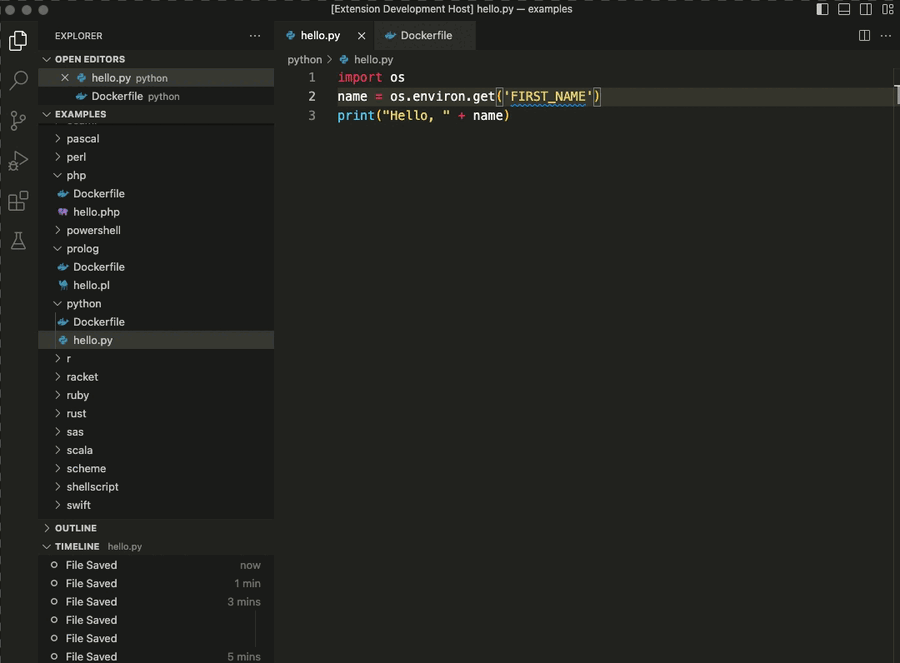 [Extension Development Host] hello.py — examples
EXPLORER
OPEN EDITORS
hello.py python
Dockerfile python
EXAMPLES
pascal
perl
php
Dockerfile
hello.php
powershell
prolog
Dockerfile
hello.pl
python
Dockerfile
hello.py
r
racket
ruby
rust
sas
scala
scheme
shellscript
swift
OUTLINE
TIMELINE hello.py
File Saved now
File Saved 1 min
File Saved 3 mins
File Saved
File Saved
File Saved 5 mins
hello.py Dockerfile
python > hello.py
1 import os
2 name = os.environ.get('FIRST_NAME')
3 print("Hello, " + name)